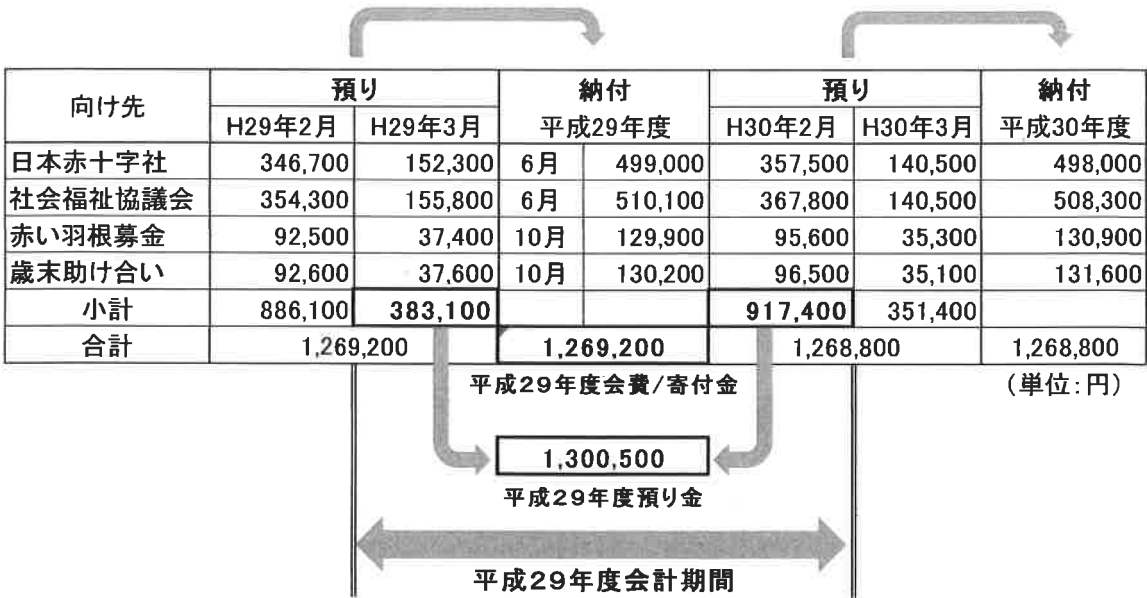 向け先 預り 納付 預り 納付
H29年2月 H29年3月 平成29年度 H30年2月 H30年3月 平成30年度
日本赤十字社 346,700 152,300 6月 499,000 357,500 140,500 498,000
社会福祉協議会 354,300 155,800 6月 510,100 367,800 140,500 508,300
赤い羽根募金 92,500 37,400 10月 129,900 95,600 35,300 130,900
歳末助け合い 92,600 37,600 10月 130,200 96,500 35,100 131,600
小計 886,100 383,100 917,400 351,400
合計 1,269,200 1,269,200 1,268,800 1,268,800
平成29年度会費/寄付金 (単位:円)
1,300,500
平成29年度預り金
平成29年度会計期間